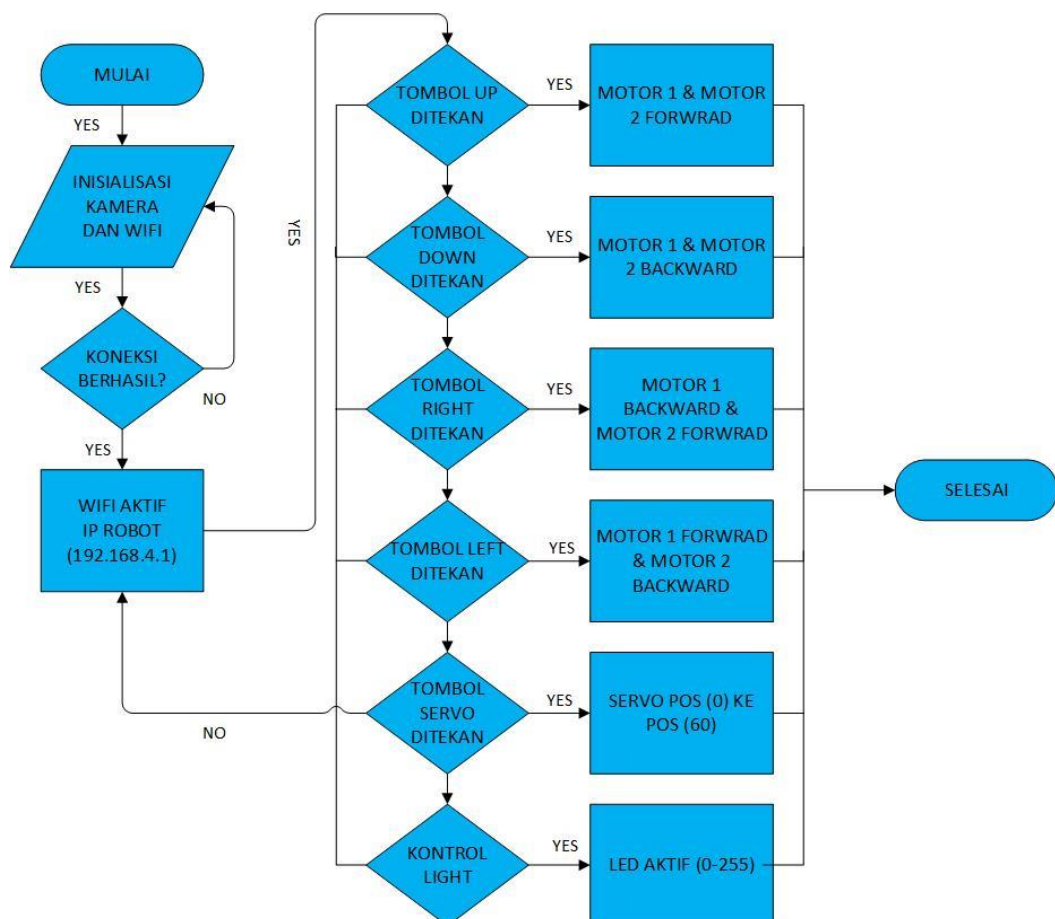 MULAI
YES
INISIALISASI
KAMERA
DAN WIFI
YES
KONEKSI
BERHASIL?
NO
YES
WIFI AKTIF
IP ROBOT
(192.168.4.1)
YES
NO
TOMBOL UP
DITEKAN
YES
MOTOR 1 & MOTOR
2 FORWRAD
TOMBOL
DOWN
DITEKAN
YES
MOTOR 1 & MOTOR
2 BACKWARD
TOMBOL
RIGHT
DITEKAN
YES
MOTOR 1
BACKWARD &
MOTOR 2 FORWRAD
TOMBOL LEFT
DITEKAN
YES
MOTOR 1 FORWRAD
& MOTOR 2
BACKWARD
TOMBOL
SERVO
DITEKAN
YES
SERVO POS (0) KE
POS (60)
KONTROL
LIGHT
YES
LED AKTIF (0-255)
SELESAI